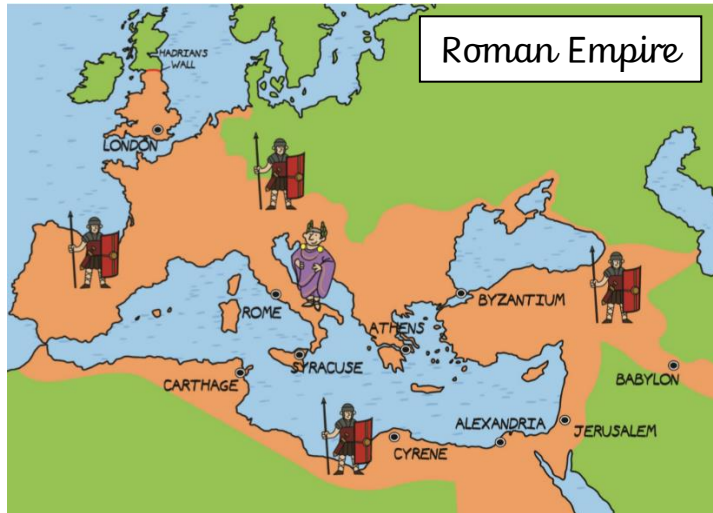 Roman Empire
HADRIAN'S
WALL
LONDON
ROME
BYZANTIUM
ATHENS
SYRACUSE
CARTHAGE
BABYLON
ALEXANDRIA
JERUSALEM
CYRENE